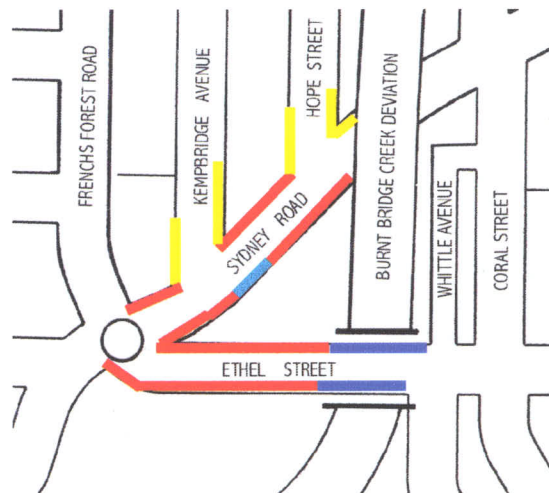 FRENCHS FOREST ROAD
KEMPBRIDGE AVENUE
HOPE STREET
SYDNEY ROAD
BURNT BRIDGE CREEK DEVIATION
WHITTLE AVENUE
CORAL STREET
ETHEL STREET